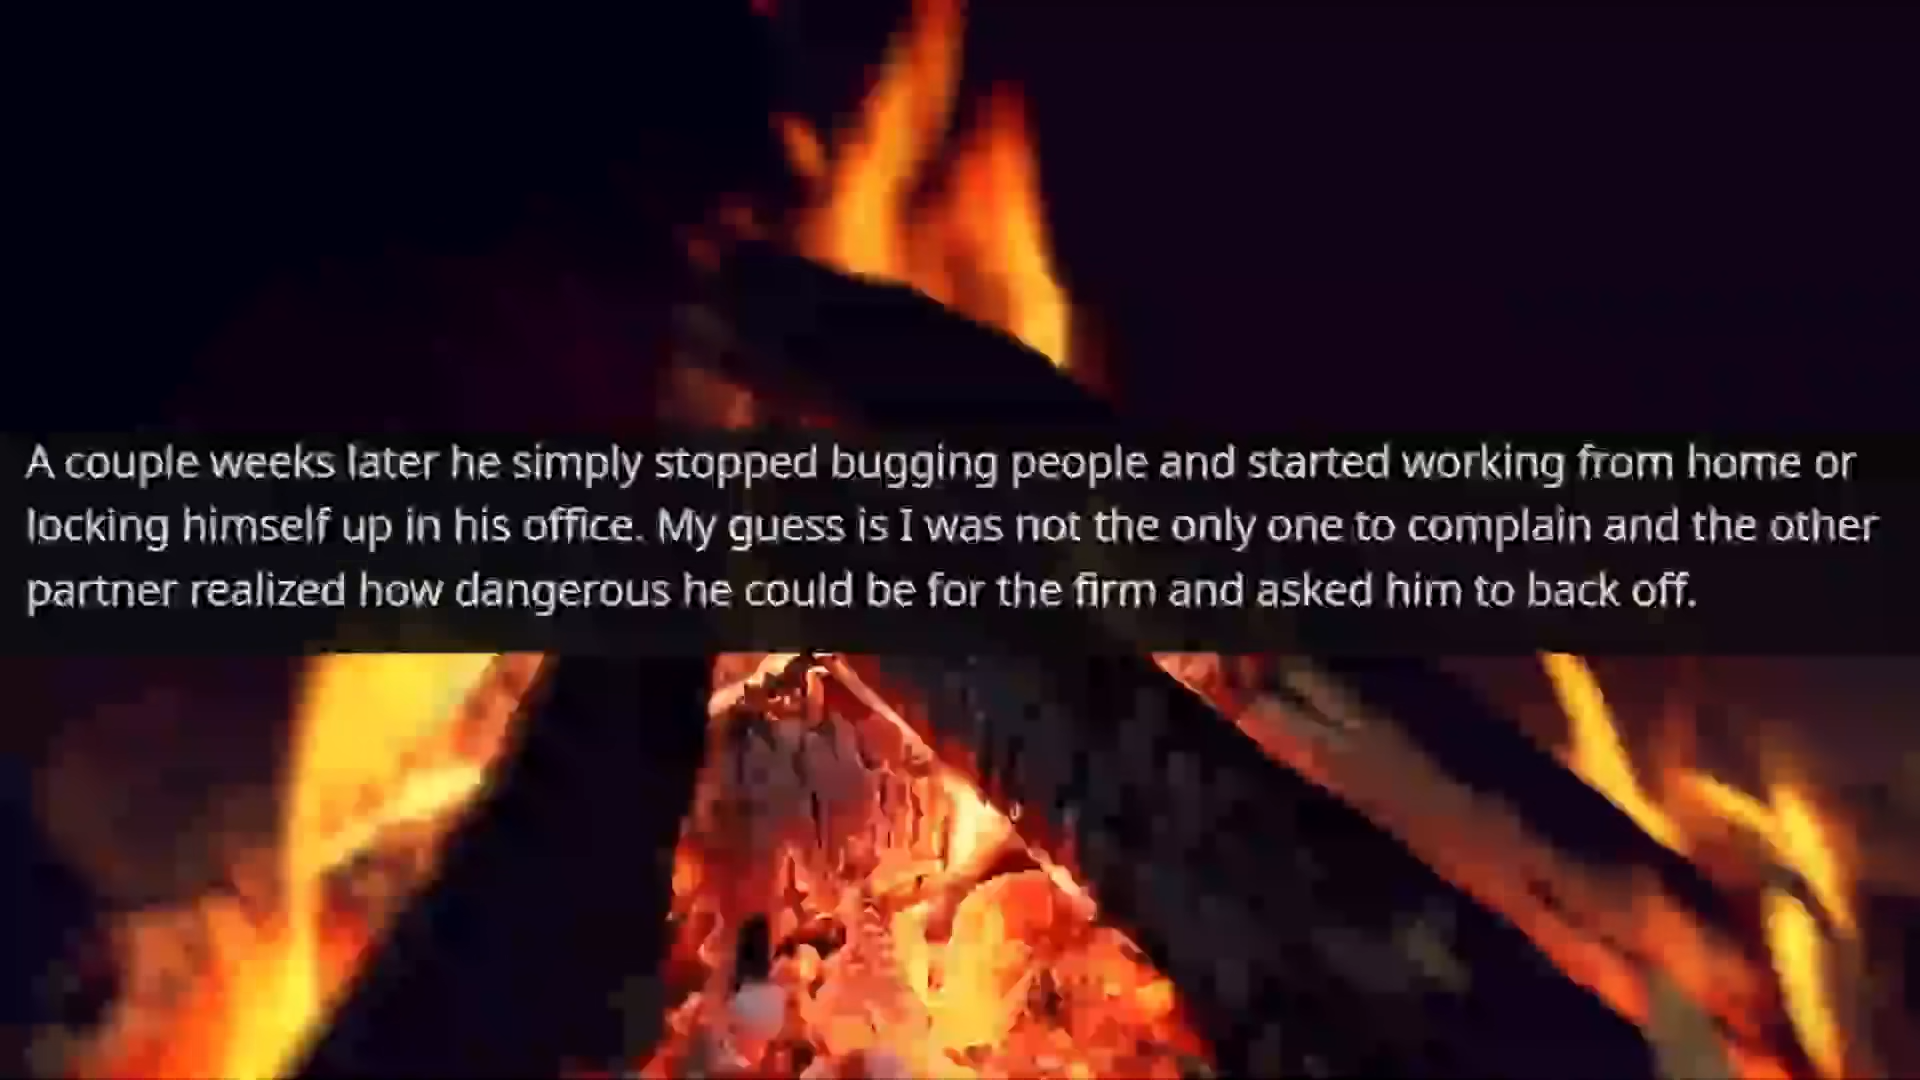 A couple weeks later he simply stopped bugging people and started working from home or
locking himself up in his office. My guess is I was not the only one to complain and the other
partner realized how dangerous he could be for the firm and asked him to back off.